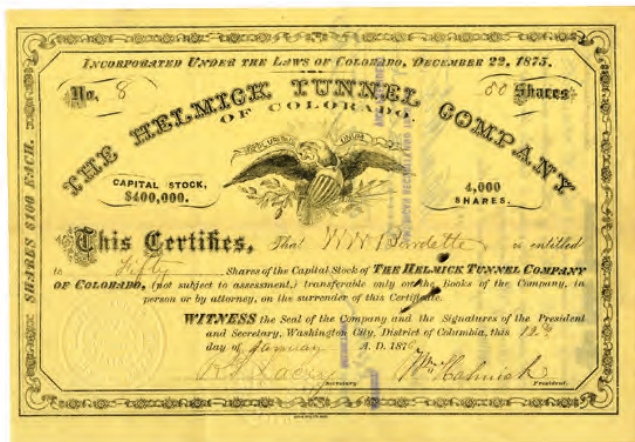 INCORPORATED UNDER THE LAWS OF COLORADO, DECEMBER 22, 1875.
No. 8
50 Shares
THE HELMICK TUNNEL COMPANY
OF COLORADO.
CAPITAL STOCK,
$400,000.
4,000
SHARES.
SHARES $100 EACH.
This Certifies, That W W Burdette is entitled
to Fifty Shares of the Capital Stock of THE HELMICK TUNNEL COMPANY
OF COLORADO, (not subject to assessment,) transferable only on the Books of the Company, in
person or by attorney, on the surrender of this Certificate.
WITNESS the Seal of the Company and the Signatures of the President
and Secretary, Washington City, District of Columbia, this 12th
day of January A. D. 1876
R S Lacey
Secretary.
Wm Helmick
President.